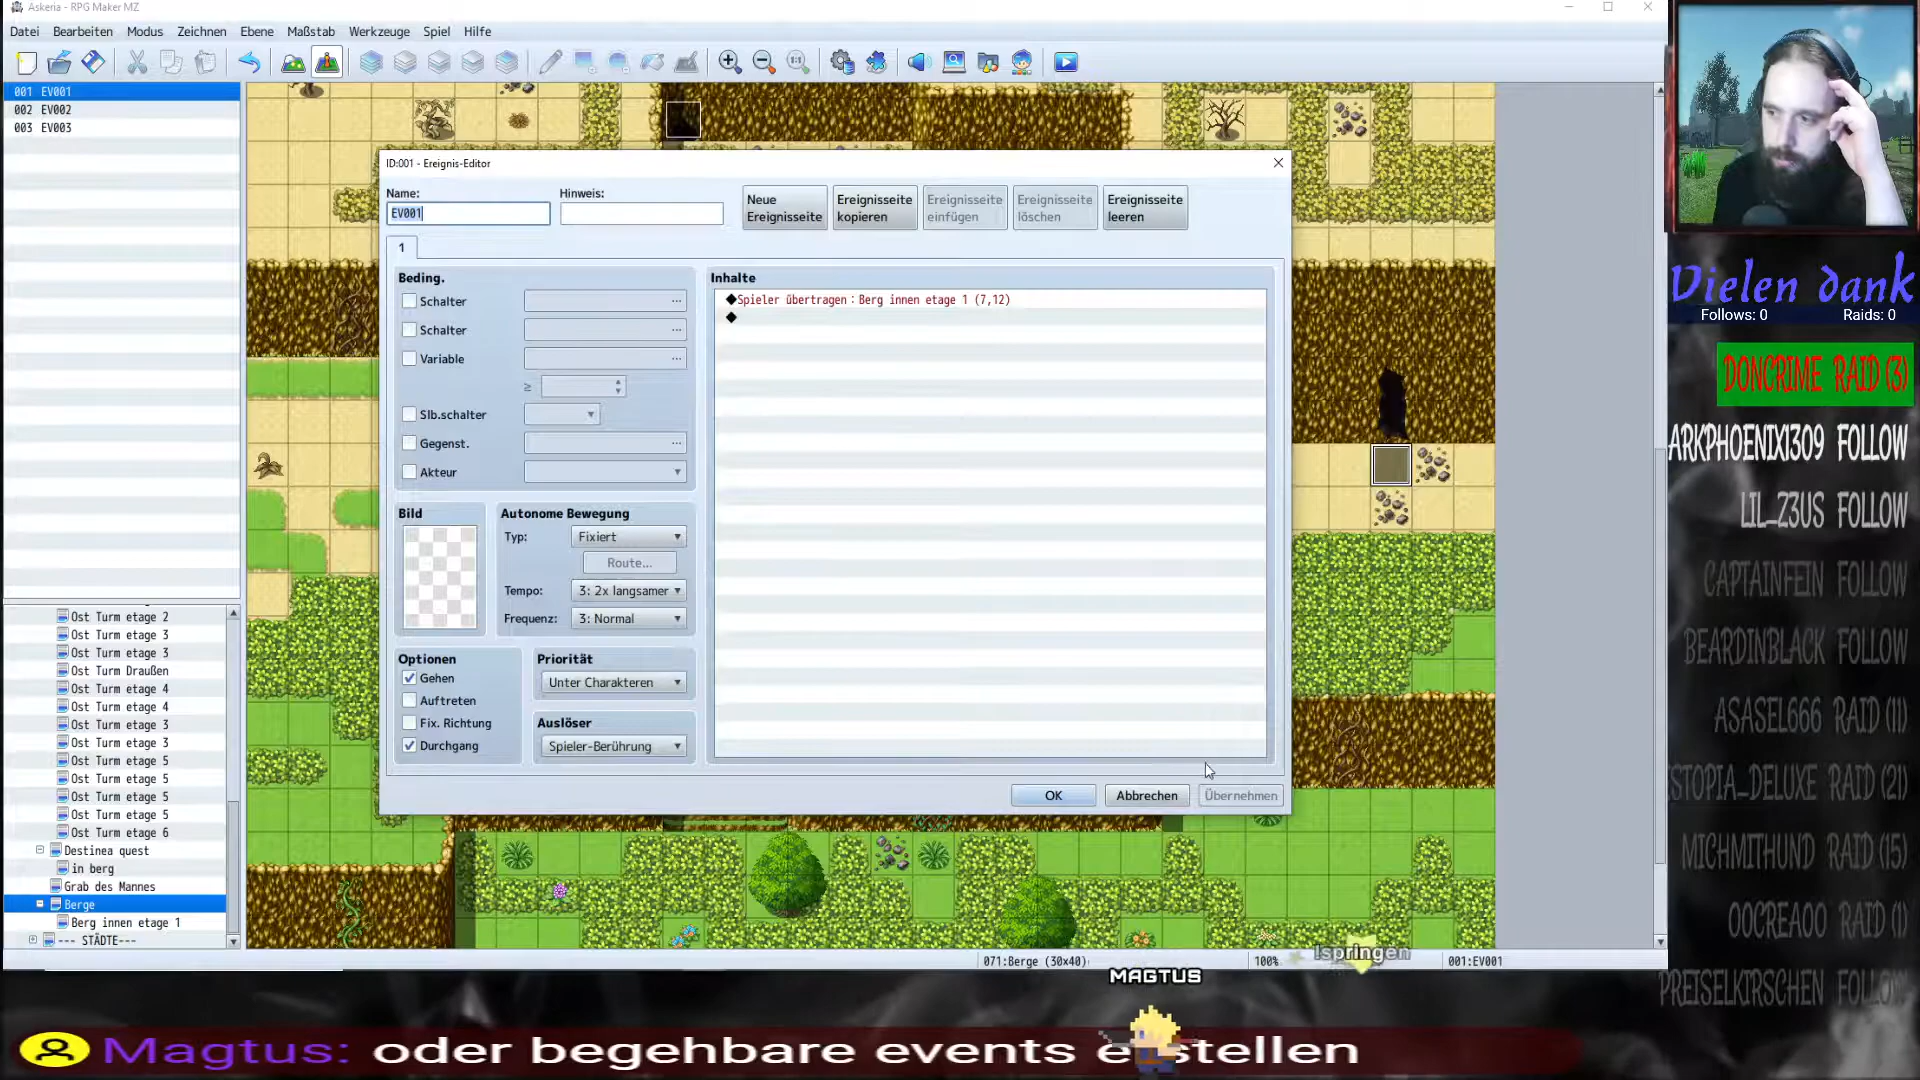 Askeria - RPG Maker MZ
Datei Bearbeiten Modus Zeichnen Ebene Maßstab Werkzeuge Spiel Hilfe
001 EV001
002 EV002
003 EV003
ID:001 - Ereignis-Editor
Name:
EV001
Hinweis:
Neue Ereignisseite
Ereignisseite kopieren
Ereignisseite einfügen
Ereignisseite löschen
Ereignisseite leeren
1
Beding.
Schalter
Schalter
Variable
≥
Slb.schalter
Gegenst.
Akteur
Bild
Autonome Bewegung
Typ: Fixiert
Route...
Tempo: 3: 2x langsamer
Frequenz: 3: Normal
Optionen
Gehen
Auftreten
Fix. Richtung
Durchgang
Priorität
Unter Charakteren
Auslöser
Spieler-Berührung
Inhalte
◆Spieler übertragen：Berg innen etage 1 (7,12)
◆
OK Abbrechen Übernehmen
Ost Turm etage 2
Ost Turm etage 3
Ost Turm etage 3
Ost Turm Draußen
Ost Turm etage 4
Ost Turm etage 4
Ost Turm etage 3
Ost Turm etage 3
Ost Turm etage 5
Ost Turm etage 5
Ost Turm etage 5
Ost Turm etage 5
Ost Turm etage 6
Destinea quest
in berg
Grab des Mannes
Berge
Berg innen etage 1
--- STÄDTE---
071:Berge (30x40) 100% 001:EV001
!springen
MAGTUS
Magtus: oder begehbare events erstellen
Vielen dank
Follows: 0 Raids: 0
DONCRIME RAID (3)
ARKPHOENIX1309 FOLLOW
LIL_Z3US FOLLOW
CAPTAINFEIN FOLLOW
BEARDINBLACK FOLLOW
ASASEL666 RAID (11)
STOPIA_DELUXE RAID (21)
MICHMITHUND RAID (15)
OOCREAOO RAID (1)
PREISELKIRSCHEN FOLLOW